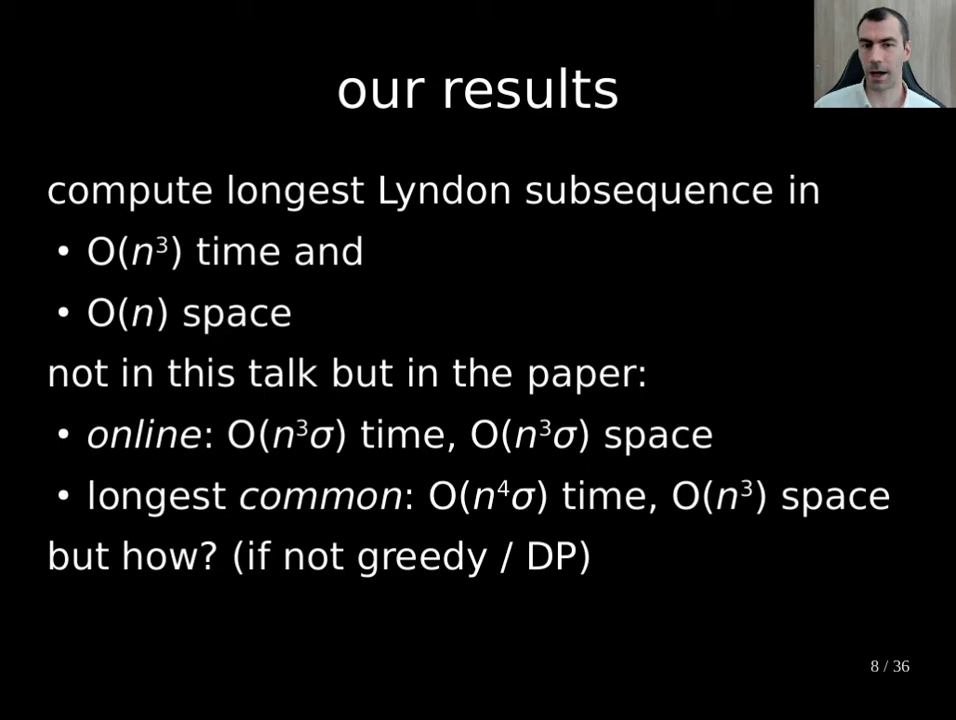 our results
compute longest Lyndon subsequence in
• O(n³) time and
• O(n) space
not in this talk but in the paper:
• online: O(n³σ) time, O(n³σ) space
• longest common: O(n⁴σ) time, O(n³) space
but how? (if not greedy / DP)
8 / 36